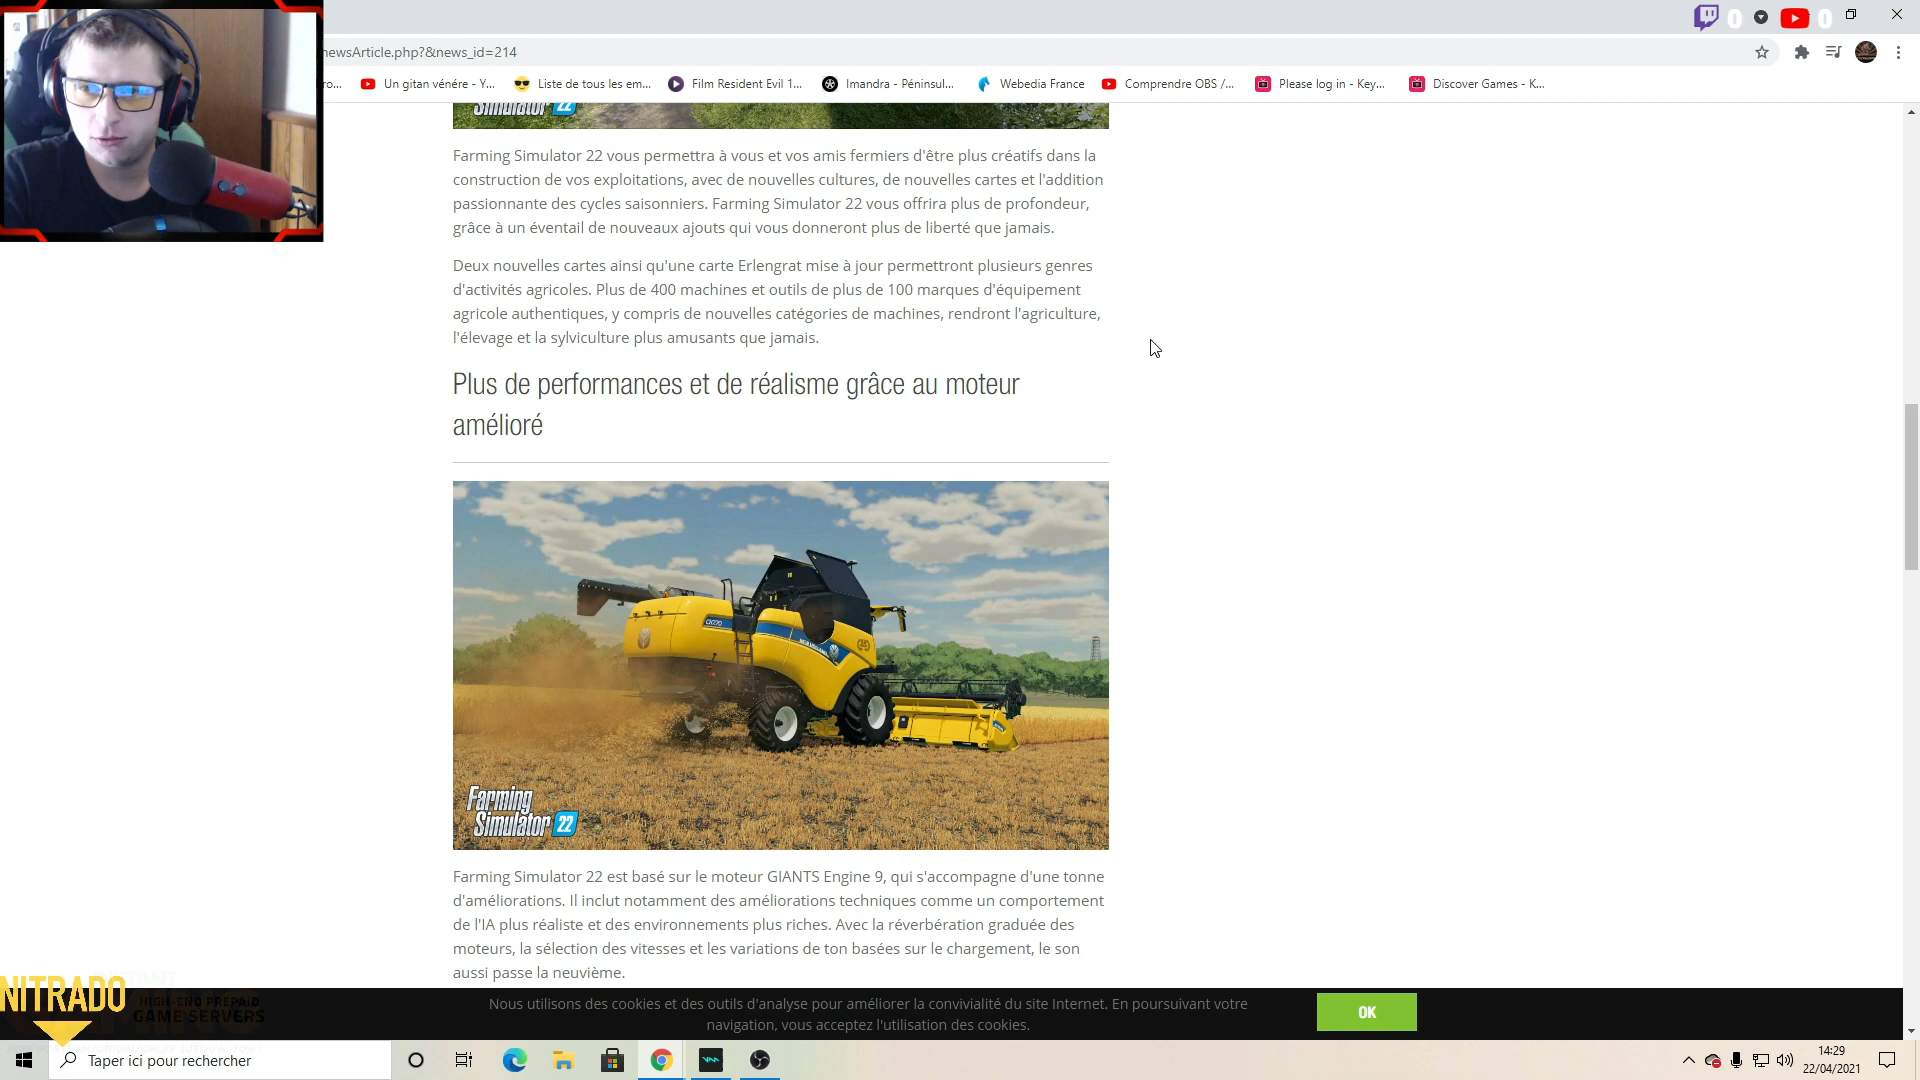 0
0
newsArticle.php?&news_id=214
ro...
Un gitan vénére - Y...
Liste de tous les em...
Film Resident Evil 1...
Imandra - Péninsul...
Webedia France
Comprendre OBS /...
Please log in - Key...
Discover Games - K...
Simulator 22
Farming Simulator 22 vous permettra à vous et vos amis fermiers d'être plus créatifs dans la
construction de vos exploitations, avec de nouvelles cultures, de nouvelles cartes et l'addition
passionnante des cycles saisonniers. Farming Simulator 22 vous offrira plus de profondeur,
grâce à un éventail de nouveaux ajouts qui vous donneront plus de liberté que jamais.
Deux nouvelles cartes ainsi qu'une carte Erlengrat mise à jour permettront plusieurs genres
d'activités agricoles. Plus de 400 machines et outils de plus de 100 marques d'équipement
agricole authentiques, y compris de nouvelles catégories de machines, rendront l'agriculture,
l'élevage et la sylviculture plus amusants que jamais.
Plus de performances et de réalisme grâce au moteur
amélioré
NEW HOLLAND
Farming
Simulator 22
Farming Simulator 22 est basé sur le moteur GIANTS Engine 9, qui s'accompagne d'une tonne
d'améliorations. Il inclut notamment des améliorations techniques comme un comportement
de l'IA plus réaliste et des environnements plus riches. Avec la réverbération graduée des
moteurs, la sélection des vitesses et les variations de ton basées sur le chargement, le son
aussi passe la neuvième.
NITRADO
HIGH-END PREPAID
GAME SERVERS
Nous utilisons des cookies et des outils d'analyse pour améliorer la convivialité du site Internet. En poursuivant votre
navigation, vous acceptez l'utilisation des cookies.
OK
Taper ici pour rechercher
14:29
22/04/2021